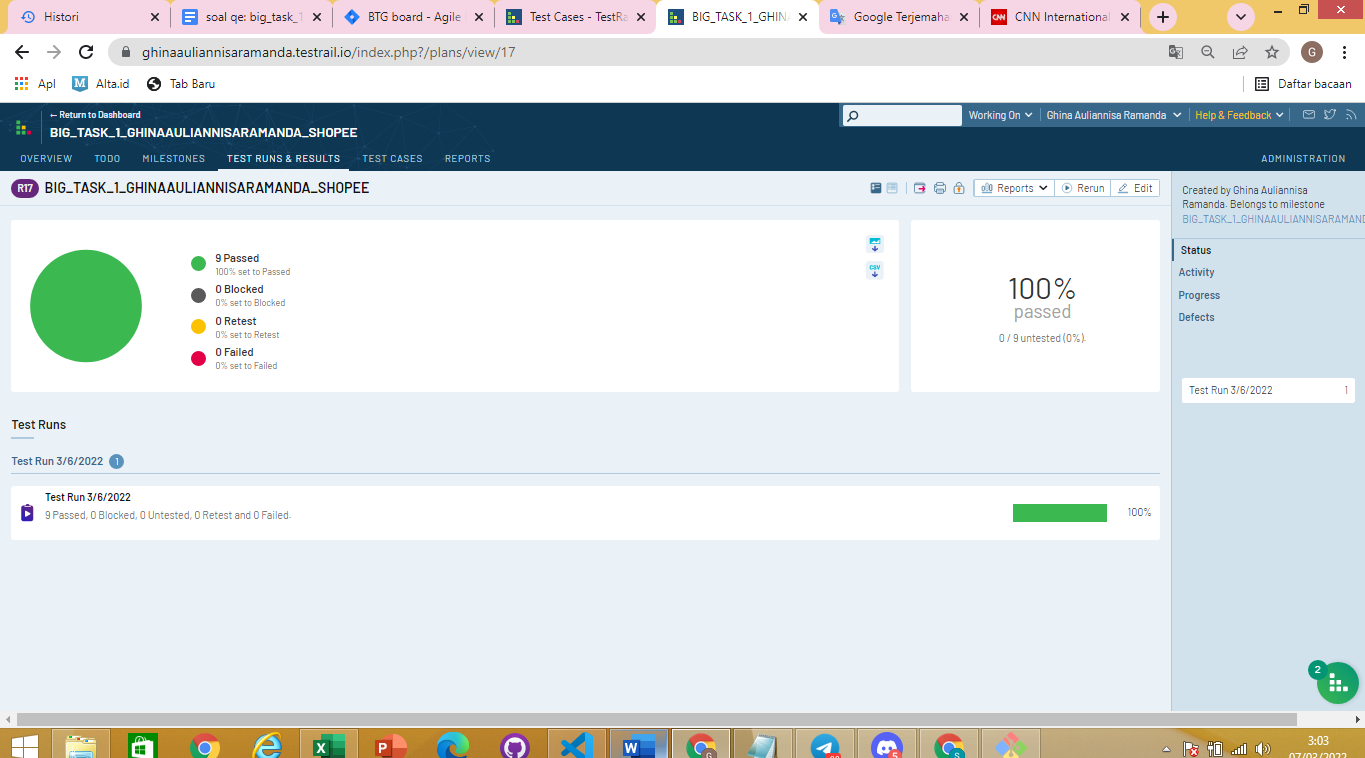 Histori
soal qe: big_task_1
BTG board - Agile
Test Cases - TestRa
BIG_TASK_1_GHINA
Google Terjemaha
CNN International
ghinaauliannisaramanda.testrail.io/index.php?/plans/view/17
G
Apl
M Alta.id
Tab Baru
Daftar bacaan
← Return to Dashboard
BIG_TASK_1_GHINAAULIANNISARAMANDA_SHOPEE
Working On
Ghina Auliannisa Ramanda
Help & Feedback
OVERVIEW TODO MILESTONES TEST RUNS & RESULTS TEST CASES REPORTS ADMINISTRATION
R17 BIG_TASK_1_GHINAAULIANNISARAMANDA_SHOPEE
Reports Rerun Edit
Created by Ghina Auliannisa
Ramanda. Belongs to milestone
BIG_TASK_1_GHINAAULIANNISARAMAND
9 Passed
100% set to Passed
0 Blocked
0% set to Blocked
0 Retest
0% set to Retest
0 Failed
0% set to Failed
CSV
100%
passed
0 / 9 untested (0%).
Status
Activity
Progress
Defects
Test Run 3/6/2022 1
Test Runs
Test Run 3/6/2022 1
Test Run 3/6/2022
9 Passed, 0 Blocked, 0 Untested, 0 Retest and 0 Failed.
100%
2
3:03
07/03/2022